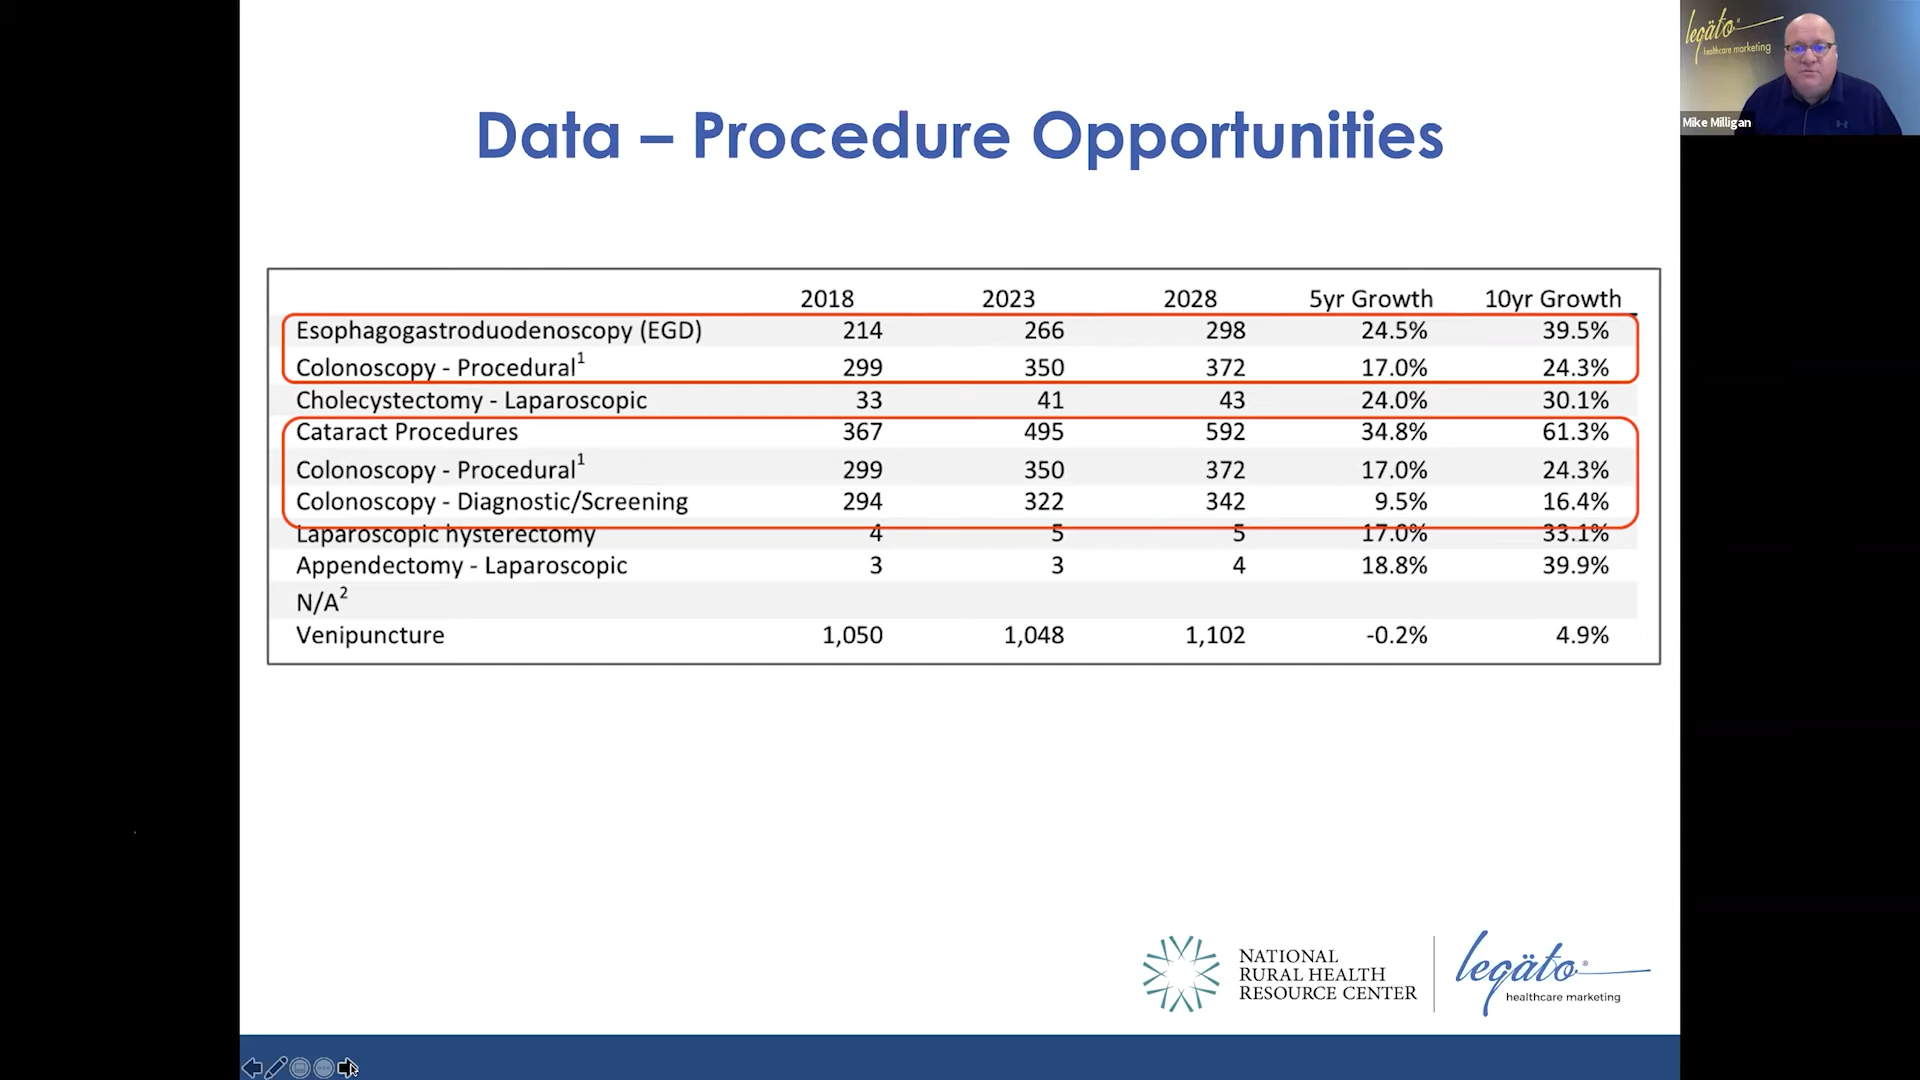 legäto®
healthcare marketing
Mike Milligan
Data – Procedure Opportunities
2018 2023 2028 5yr Growth 10yr Growth
Esophagogastroduodenoscopy (EGD) 214 266 298 24.5% 39.5%
Colonoscopy - Procedural¹ 299 350 372 17.0% 24.3%
Cholecystectomy - Laparoscopic 33 41 43 24.0% 30.1%
Cataract Procedures 367 495 592 34.8% 61.3%
Colonoscopy - Procedural¹ 299 350 372 17.0% 24.3%
Colonoscopy - Diagnostic/Screening 294 322 342 9.5% 16.4%
Laparoscopic hysterectomy 4 5 5 17.0% 33.1%
Appendectomy - Laparoscopic 3 3 4 18.8% 39.9%
N/A²
Venipuncture 1,050 1,048 1,102 -0.2% 4.9%
NATIONAL
RURAL HEALTH
RESOURCE CENTER
legäto®
healthcare marketing